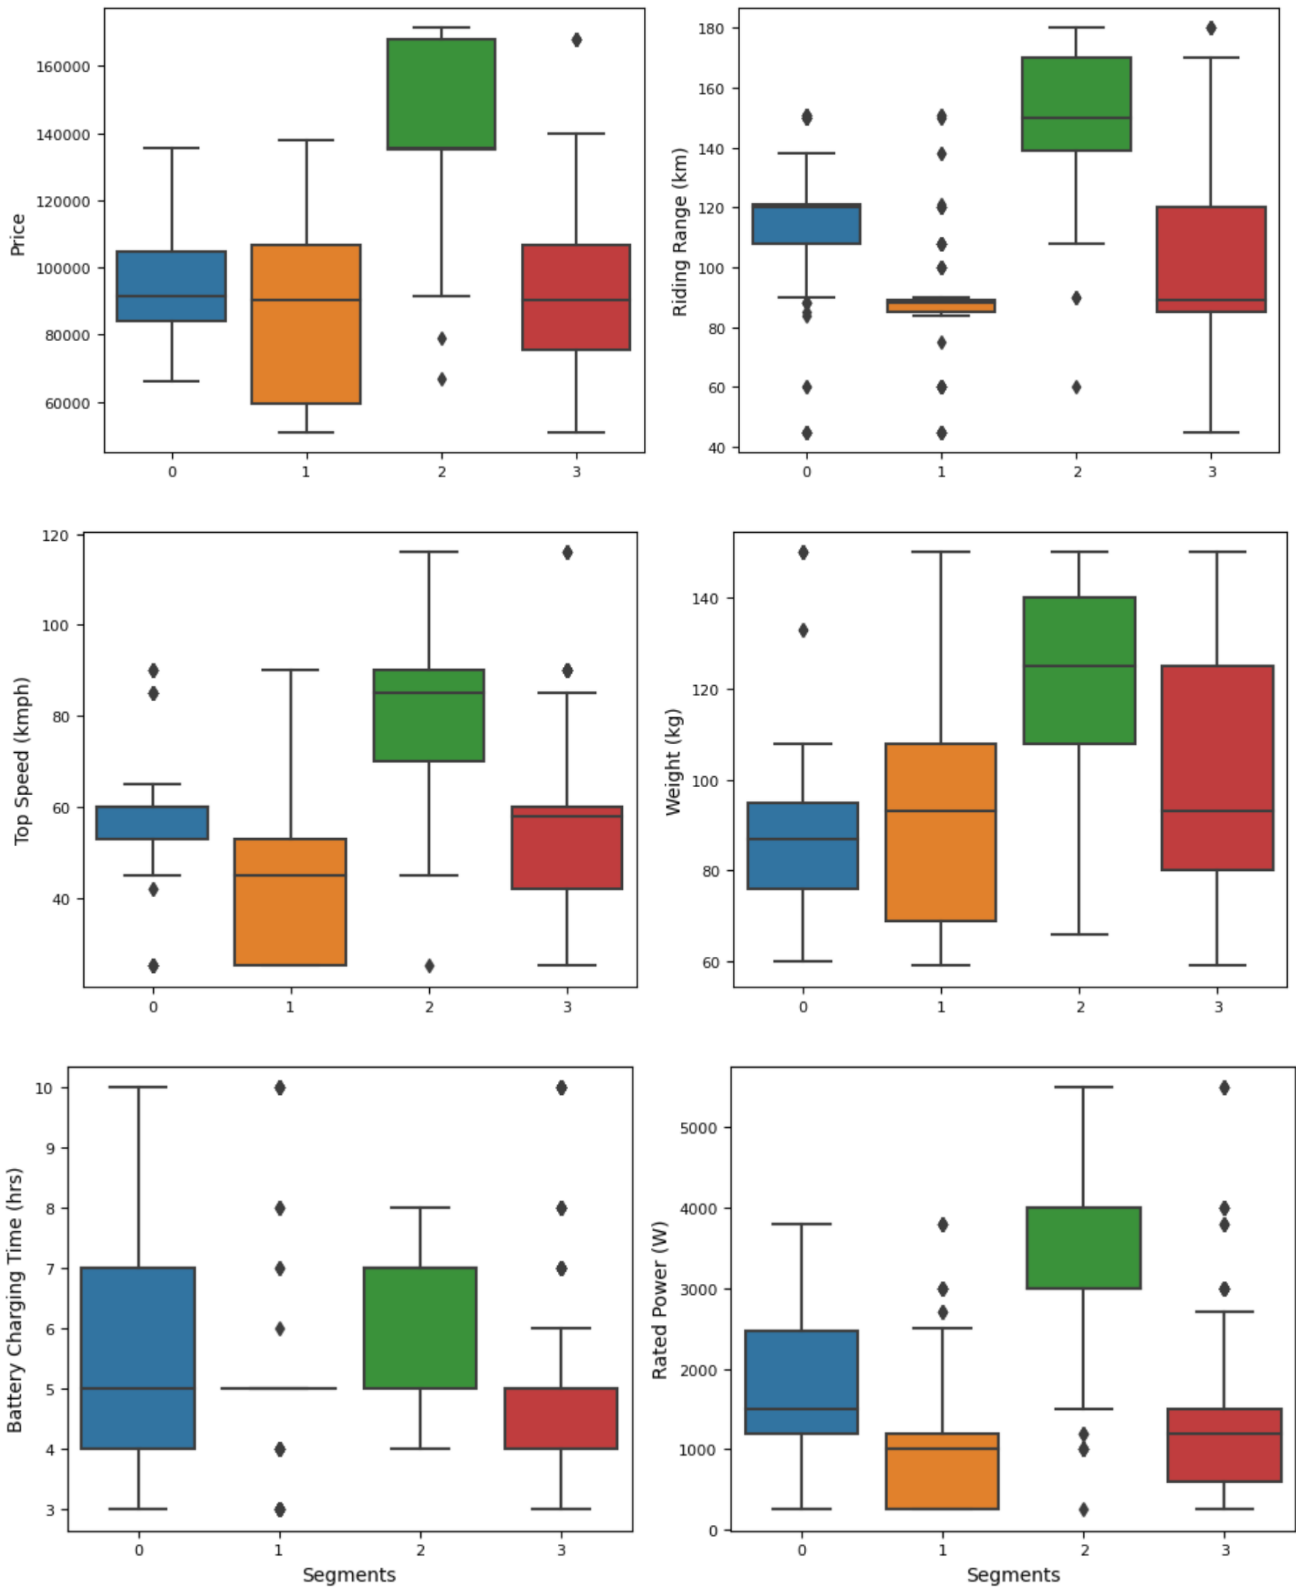 Price
160000
140000
120000
100000
80000
60000
0 1 2 3
Riding Range (km)
180
160
140
120
100
80
60
40
0 1 2 3
Top Speed (kmph)
120
100
80
60
40
0 1 2 3
Weight (kg)
140
120
100
80
60
0 1 2 3
Battery Charging Time (hrs)
10
9
8
7
6
5
4
3
0 1 2 3
Segments
Rated Power (W)
5000
4000
3000
2000
1000
0
0 1 2 3
Segments